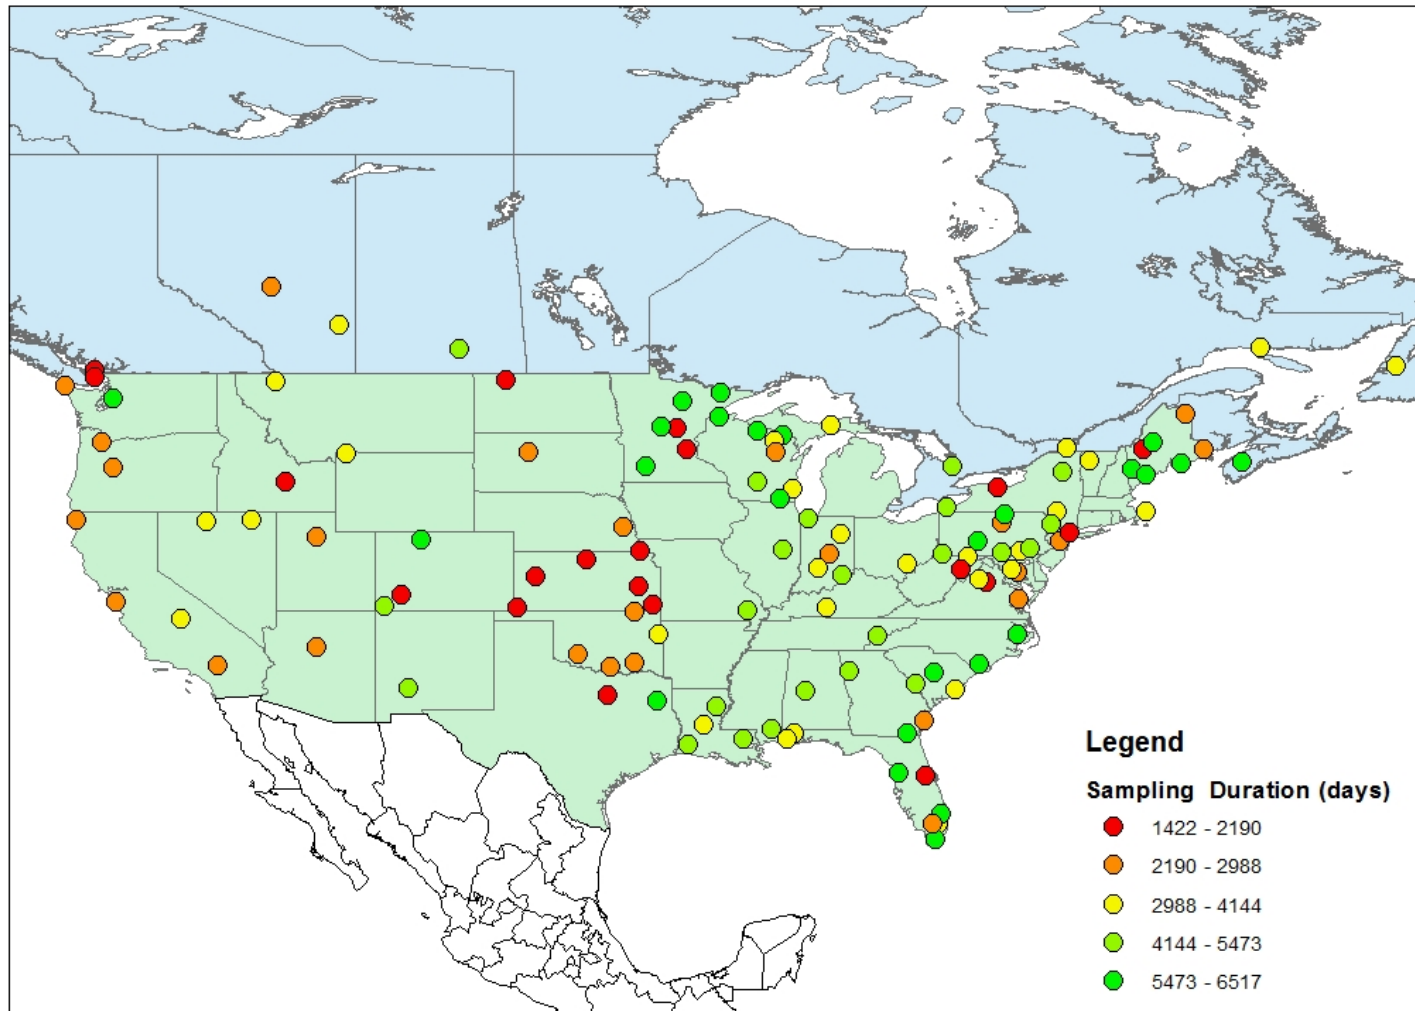 Legend
Sampling Duration (days)
1422 - 2190
2190 - 2988
2988 - 4144
4144 - 5473
5473 - 6517